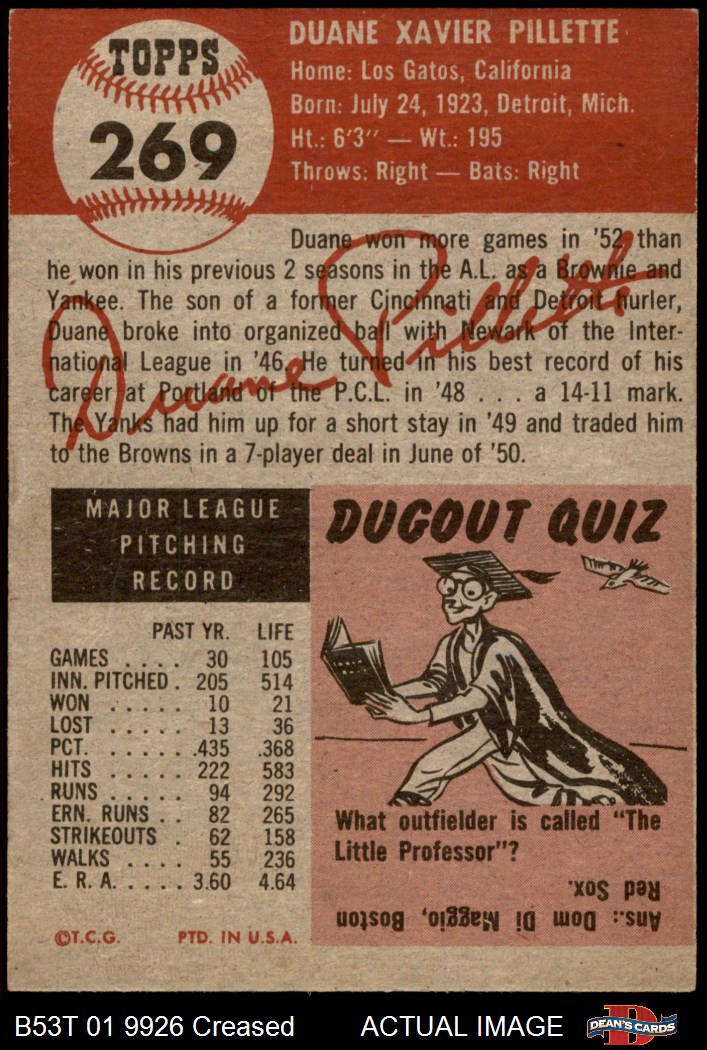 TOPPS
269
DUANE XAVIER PILLETTE
Home: Los Gatos, California
Born: July 24, 1923, Detroit, Mich.
Ht.: 6'3" — Wt.: 195
Throws: Right — Bats: Right
Duane won more games in '52 than
he won in his previous 2 seasons in the A.L. as a Brownie and
Yankee. The son of a former Cincinnati and Detroit hurler,
Duane broke into organized ball with Newark of the Inter-
national League in '46. He turned in his best record of his
career at Portland of the P.C.L. in '48 . . . a 14-11 mark.
The Yanks had him up for a short stay in '49 and traded him
to the Browns in a 7-player deal in June of '50.
Duane Pillette
MAJOR LEAGUE
PITCHING
RECORD
PAST YR. LIFE
GAMES . . . . 30 105
INN. PITCHED . 205 514
WON . . . . . 10 21
LOST . . . . . 13 36
PCT. . . . . . .435 .368
HITS . . . . . 222 583
RUNS . . . . . 94 292
ERN. RUNS . . 82 265
STRIKEOUTS . 62 158
WALKS . . . . 55 236
E. R. A. . . . . 3.60 4.64
©T.C.G. PTD. IN U.S.A.
DUGOUT QUIZ
What outfielder is called "The
Little Professor"?
Ans.: Dom Di Maggio, Boston
Red Sox.
B53T 01 9926 Creased ACTUAL IMAGE DEAN'S CARDS